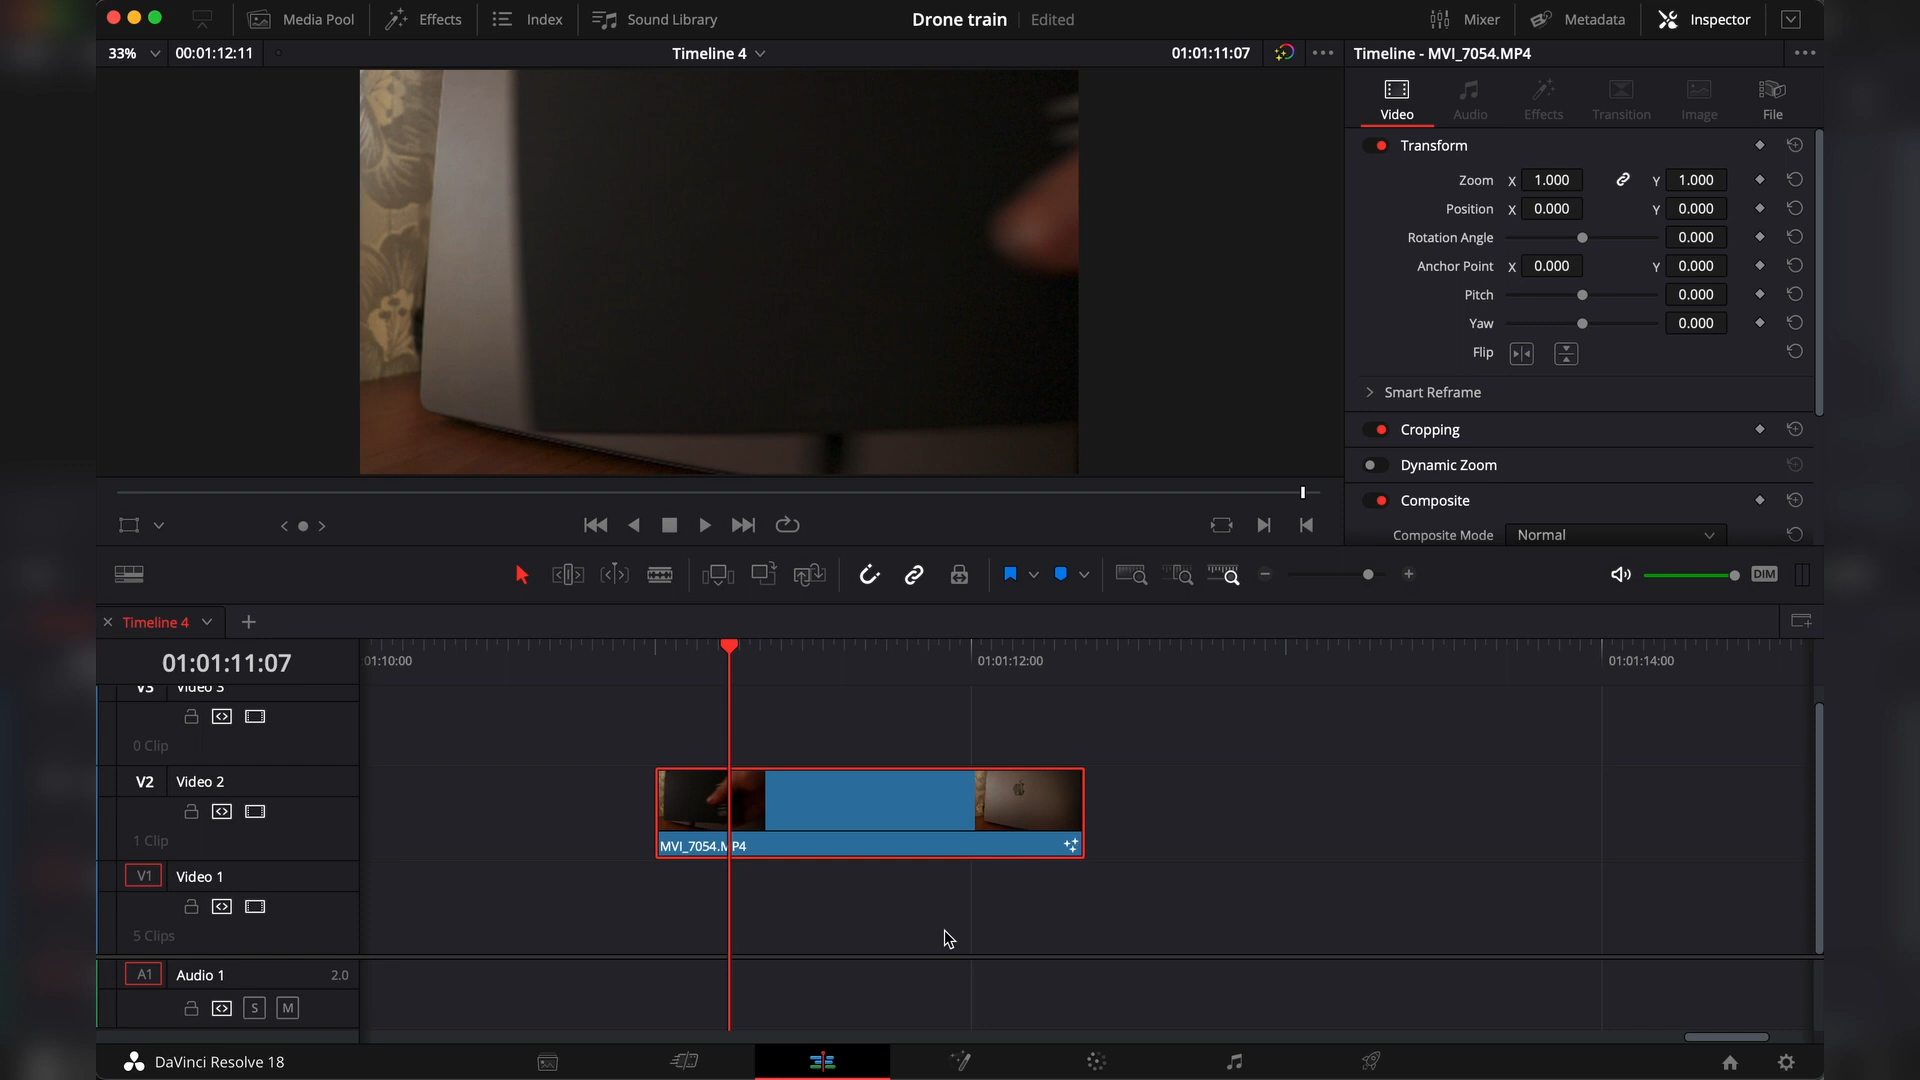 Media Pool
Effects
Index
Sound Library
Drone train
Edited
Mixer
Metadata
Inspector
33%
00:01:12:11
Timeline 4
01:01:11:07
Timeline - MVI_7054.MP4
Video
Audio
Effects
Transition
Image
File
Transform
Zoom X 1.000 Y 1.000
Position X 0.000 Y 0.000
Rotation Angle 0.000
Anchor Point X 0.000 Y 0.000
Pitch 0.000
Yaw 0.000
Flip
Smart Reframe
Cropping
Dynamic Zoom
Composite
Composite Mode Normal
DIM
Timeline 4
01:01:11:07
01:10:00
01:01:12:00
01:01:14:00
V3 Video 3
0 Clip
V2 Video 2
1 Clip
MVI_7054.MP4
V1 Video 1
5 Clips
A1 Audio 1 2.0
S M
DaVinci Resolve 18